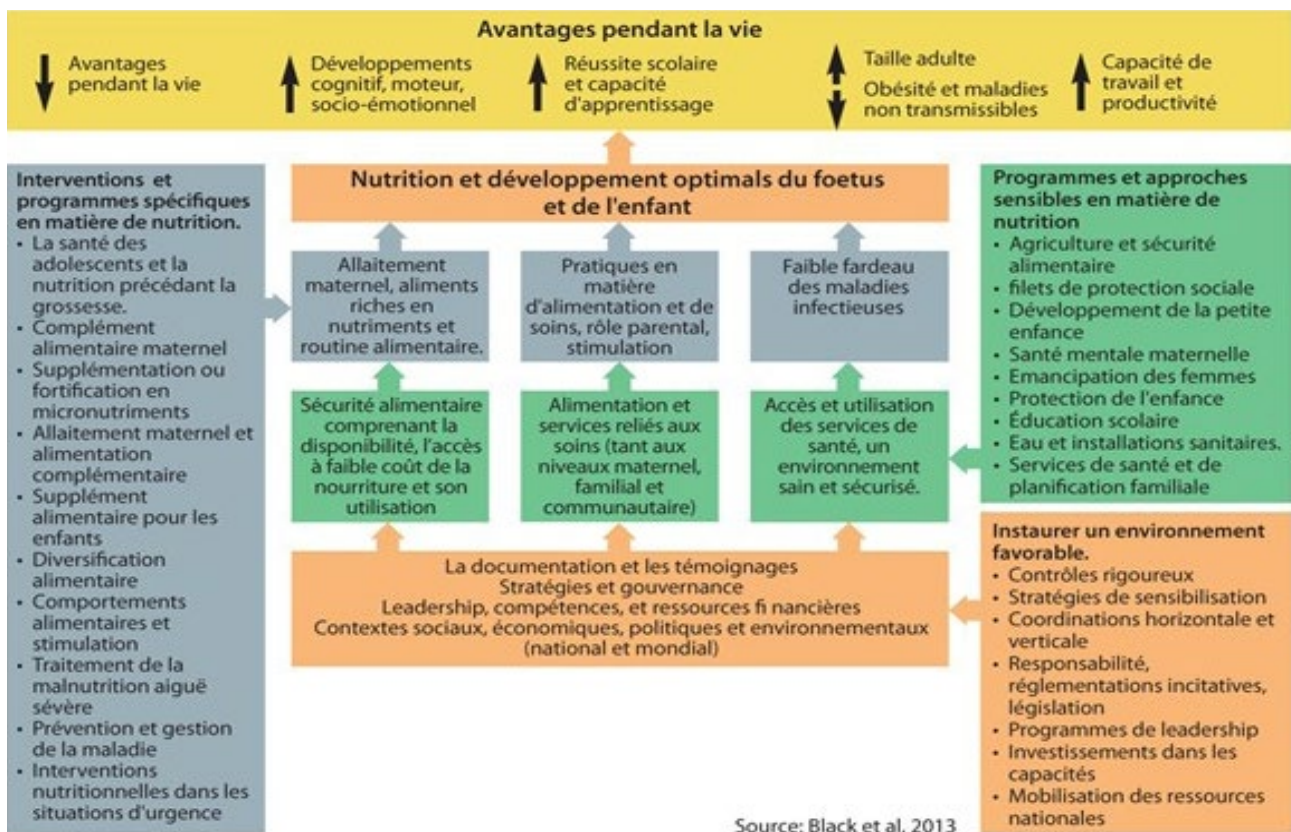 Avantages pendant la vie
Avantages
pendant la vie
Développements
cognitif, moteur,
socio-émotionnel
Réussite scolaire
et capacité
d'apprentissage
Taille adulte
Obésité et maladies
non transmissibles
Capacité de
travail et
productivité
Interventions et
programmes spécifiques
en matière de nutrition.
• La santé des
adolescents et la
nutrition précédant la
grossesse.
• Complément
alimentaire maternel
• Supplémentation ou
fortification en
micronutriments
• Allaitement maternel et
alimentation
complémentaire
• Supplément
alimentaire pour les
enfants
• Diversification
alimentaire
• Comportements
alimentaires et
stimulation
• Traitement de la
malnutrition aiguë
sévère
• Prévention et gestion
de la maladie
• Interventions
nutritionnelles dans les
situations d'urgence
Nutrition et développement optimals du foetus
et de l'enfant
Allaitement
maternel, aliments
riches en
nutriments et
routine alimentaire.
Pratiques en
matière
d'alimentation et de
soins, rôle parental,
stimulation
Faible fardeau
des maladies
infectieuses
Sécurité alimentaire
comprenant la
disponibilité, l'accès
à faible coût de la
nourriture et son
utilisation
Alimentation et
services reliés aux
soins (tant aux
niveaux maternel,
familial et
communautaire)
Accès et utilisation
des services de
santé, un
environnement
sain et sécurisé.
La documentation et les témoignages
Stratégies et gouvernance
Leadership, compétences, et ressources fi nancières
Contextes sociaux, économiques, politiques et environnementaux
(national et mondial)
Programmes et approches
sensibles en matière de
nutrition
• Agriculture et sécurité
alimentaire
• filets de protection sociale
• Développement de la petite
enfance
• Santé mentale maternelle
• Emancipation des femmes
• Protection de l'enfance
• Éducation scolaire
• Eau et installations sanitaires.
• Services de santé et de
planification familiale
Instaurer un environnement
favorable.
• Contrôles rigoureux
• Stratégies de sensibilisation
• Coordinations horizontale et
verticale
• Responsabilité,
réglementations incitatives,
législation
• Programmes de leadership
• Investissements dans les
capacités
• Mobilisation des ressources
nationales
Source: Black et al. 2013